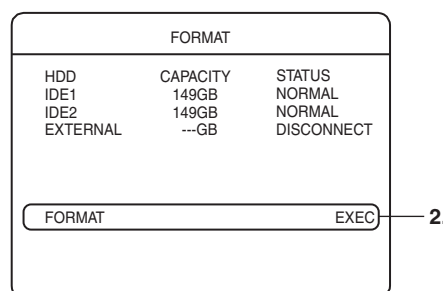 FORMAT
HDD CAPACITY STATUS
IDE1 149GB NORMAL
IDE2 149GB NORMAL
EXTERNAL ---GB DISCONNECT
FORMAT EXEC 2.